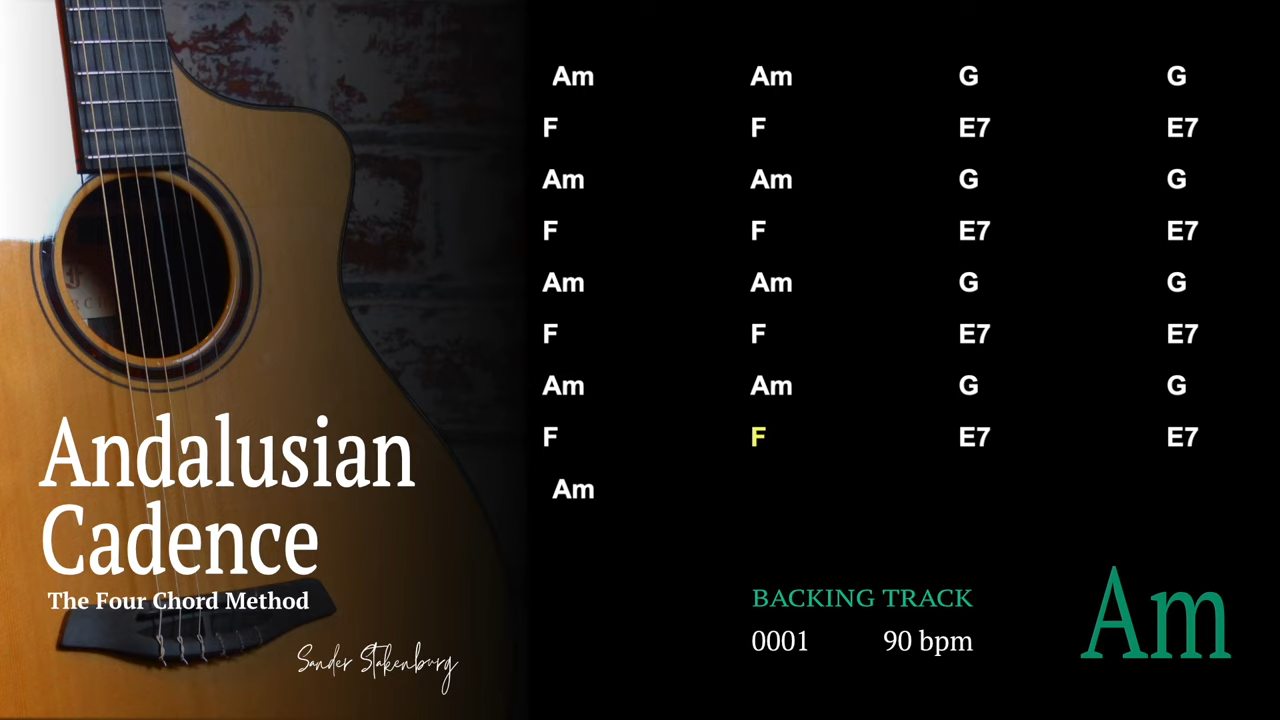 Am Am G G
F F E7 E7
Am Am G G
F F E7 E7
Am Am G G
F F E7 E7
Am Am G G
F F E7 E7
Am
Andalusian
Cadence
The Four Chord Method
Sander Stakenburg
BACKING TRACK
0001 90 bpm
Am